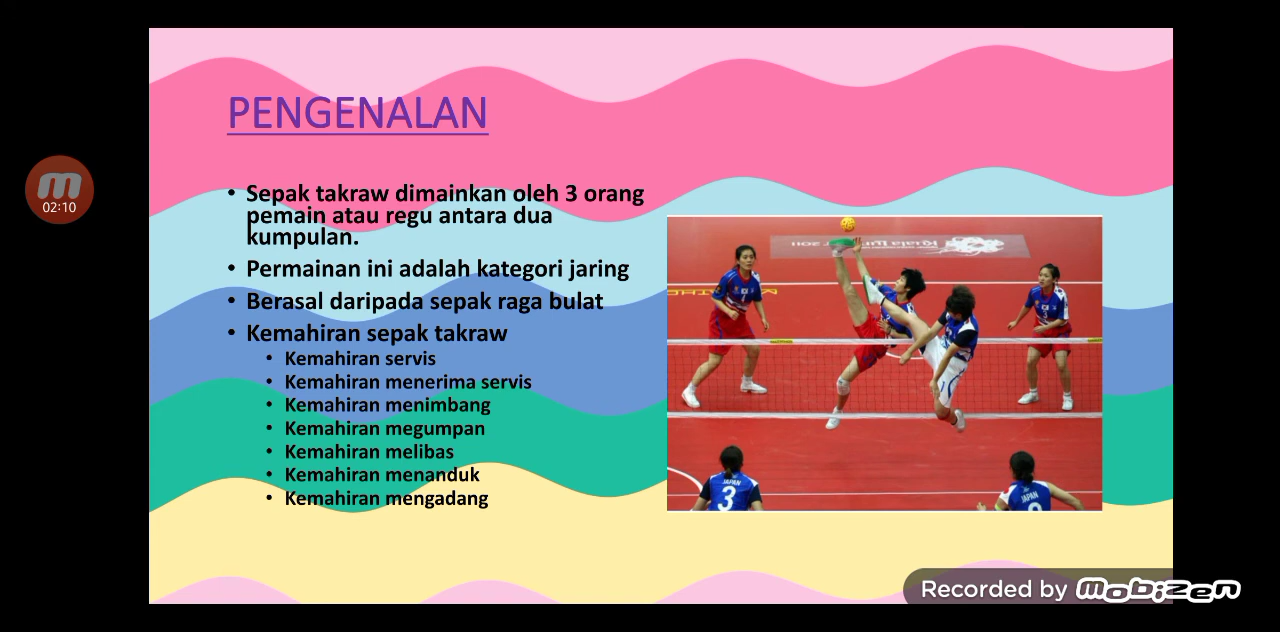 02:10
PENGENALAN
• Sepak takraw dimainkan oleh 3 orang
pemain atau regu antara dua
kumpulan.
• Permainan ini adalah kategori jaring
• Berasal daripada sepak raga bulat
• Kemahiran sepak takraw
• Kemahiran servis
• Kemahiran menerima servis
• Kemahiran menimbang
• Kemahiran megumpan
• Kemahiran melibas
• Kemahiran menanduk
• Kemahiran mengadang
JAPAN
3
JAPAN
Recorded by Mobizen